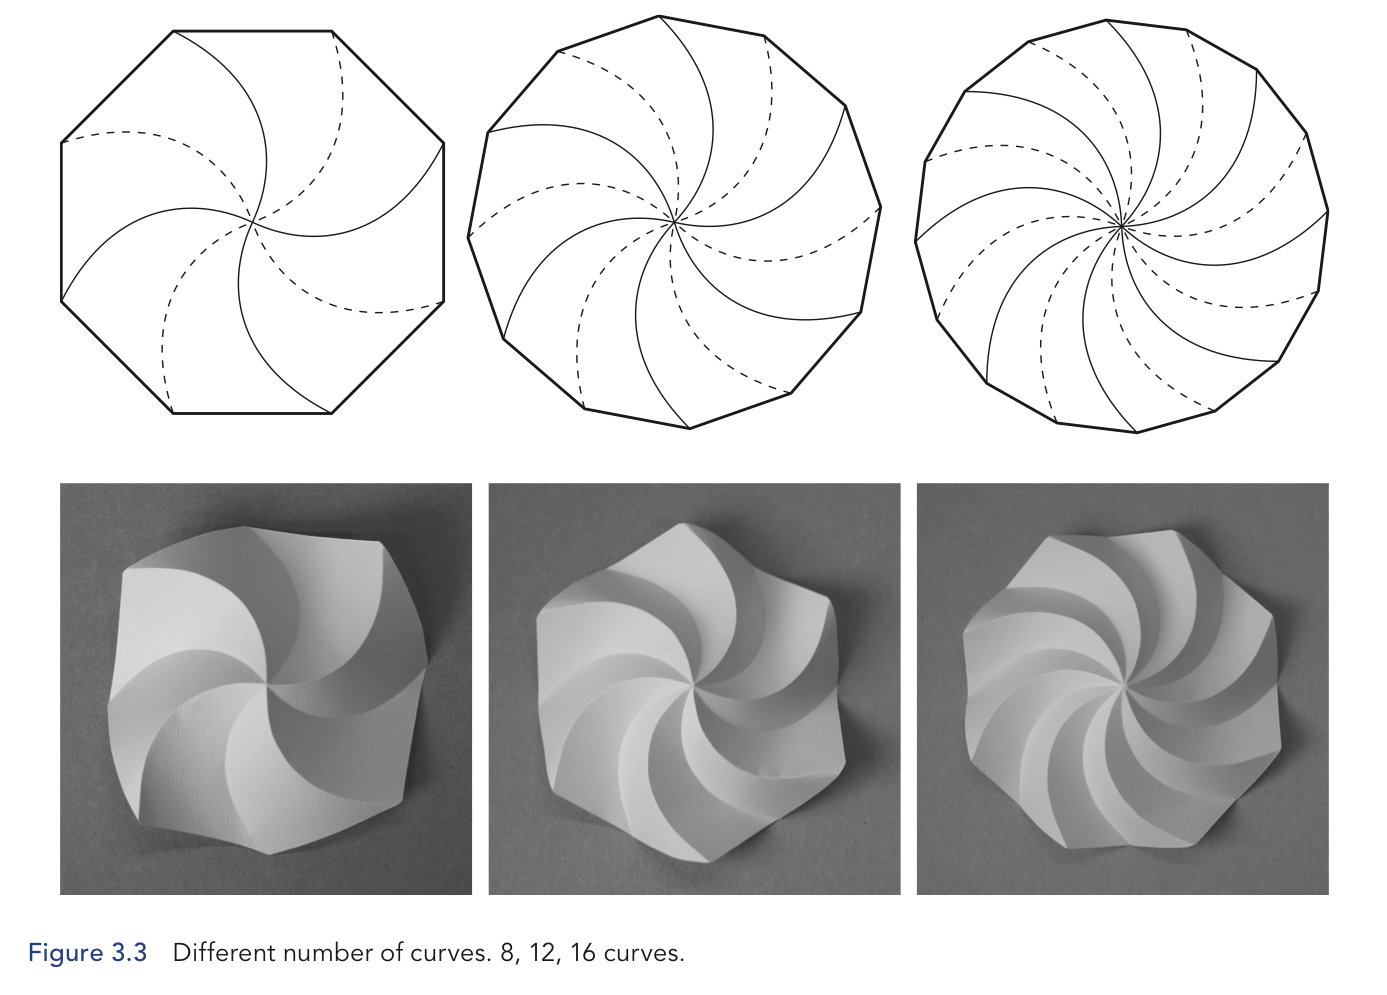 Figure 3.3 Different number of curves. 8, 12, 16 curves.